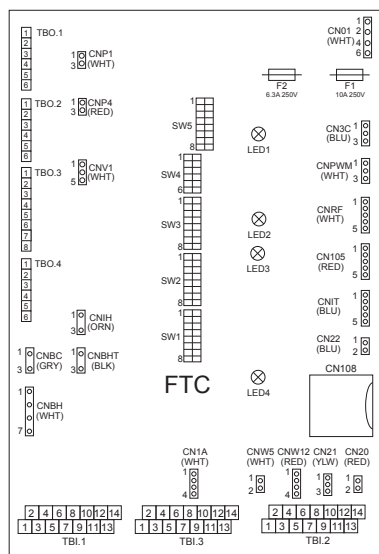 1 TBO.1
2
3
4
5
6
1 CNP1
3 (WHT)
1 TBO.2
2
3
4
5
6
1 CNP4
3 (RED)
1 TBO.3
2
3
4
5
6
7
8
1 CNV1
5 (WHT)
1 TBO.4
2
3
4
5
6
1 CNIH
3 (ORN)
1 CNBC
3 (GRY)
1 CNBHT
3 (BLK)
1 CNBH
7 (WHT)
1
SW5
8
1
SW4
6
1
SW3
8
1
SW2
8
1
SW1
8
FTC
LED1
LED2
LED3
LED4
CN01 1
(WHT) 2
4
6
F2
6.3A 250V
F1
10A 250V
CN3C 1
(BLU) 3
CNPWM 1
(WHT) 3
CNRF 1
(WHT)
5
CN105 1
(RED)
5
CNIT 1
(BLU)
5
CN22 1
(BLU) 2
CN108
CN1A
(WHT)
1
4
CNW5
(WHT)
1
2
CNW12
(RED)
1
4
CN21
(YLW)
1
3
CN20
(RED)
1
2
2 4 6 8 10 12 14
1 3 5 7 9 11 13
TBI.1
2 4 6 8 10 12 14
1 3 5 7 9 11 13
TBI.3
2 4 6 8 10 12 14
1 3 5 7 9 11 13
TBI.2